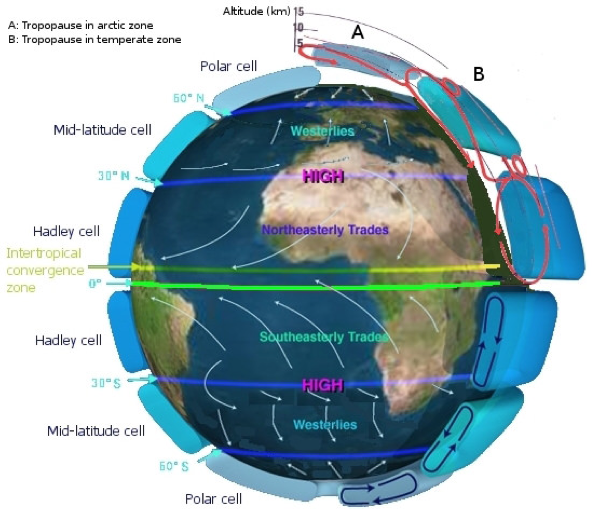 Altitude (km)
15
10
5
A: Tropopause in arctic zone
B: Tropopause in temperate zone
A
B
Polar cell
60° N
Mid-latitude cell
Westerlies
30° N
HIGH
Hadley cell
Northeasterly Trades
Intertropical
convergence
zone
0°
Hadley cell
Southeasterly Trades
30° S
HIGH
Mid-latitude cell
Westerlies
60° S
Polar cell